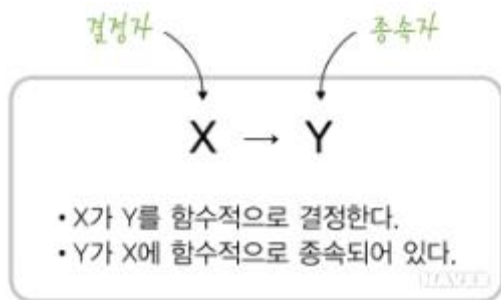 결정자 종속자
X → Y
• X가 Y를 함수적으로 결정한다.
• Y가 X에 함수적으로 종속되어 있다.
NAVER